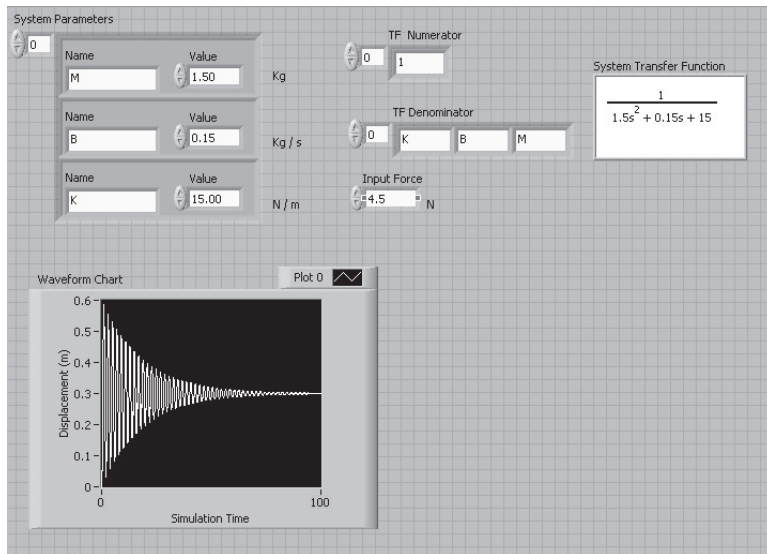 System Parameters
0
Name Value
M 1.50 Kg
Name Value
B 0.15 Kg / s
Name Value
K 15.00 N / m
TF Numerator
0 1
TF Denominator
0 K B M
Input Force
4.5 N
System Transfer Function
1
1.5s² + 0.15s + 15
Waveform Chart
Plot 0
Displacement (m)
0.6
0.5
0.4
0.3
0.2
0.1
0
0 100
Simulation Time